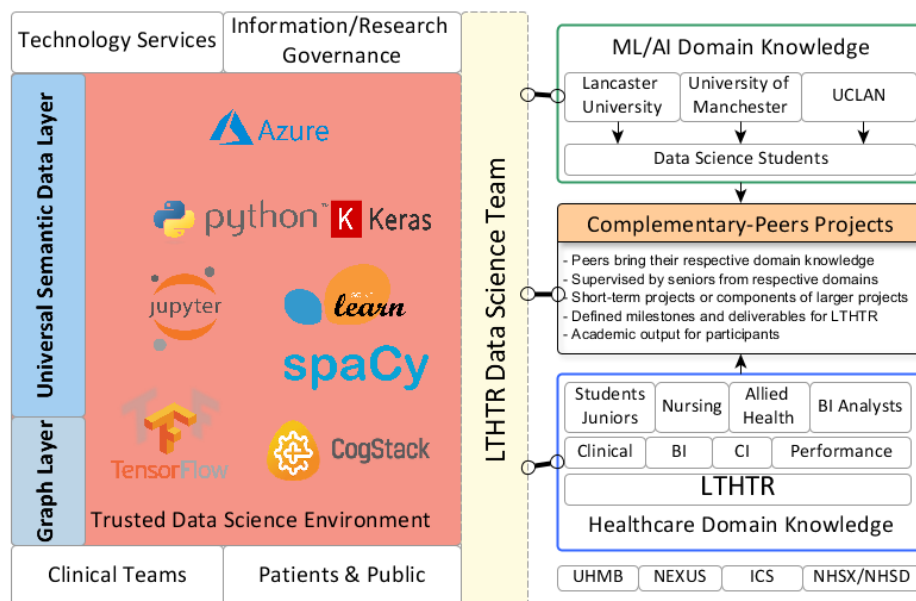 Technology Services
Information/Research
Governance
Universal Semantic Data Layer
Graph Layer
Azure
python™
K Keras
jupyter
learn
spaCy
TensorFlow
CogStack
Trusted Data Science Environment
Clinical Teams
Patients & Public
LTHTR Data Science Team
ML/AI Domain Knowledge
Lancaster
University
University of
Manchester
UCLAN
Data Science Students
Complementary-Peers Projects
- Peers bring their respective domain knowledge
- Supervised by seniors from respective domains
- Short-term projects or components of larger projects
- Defined milestones and deliverables for LTHTR
- Academic output for participants
Students
Juniors
Nursing
Allied
Health
BI Analysts
Clinical
BI
CI
Performance
LTHTR
Healthcare Domain Knowledge
UHMB
NEXUS
ICS
NHSX/NHSD